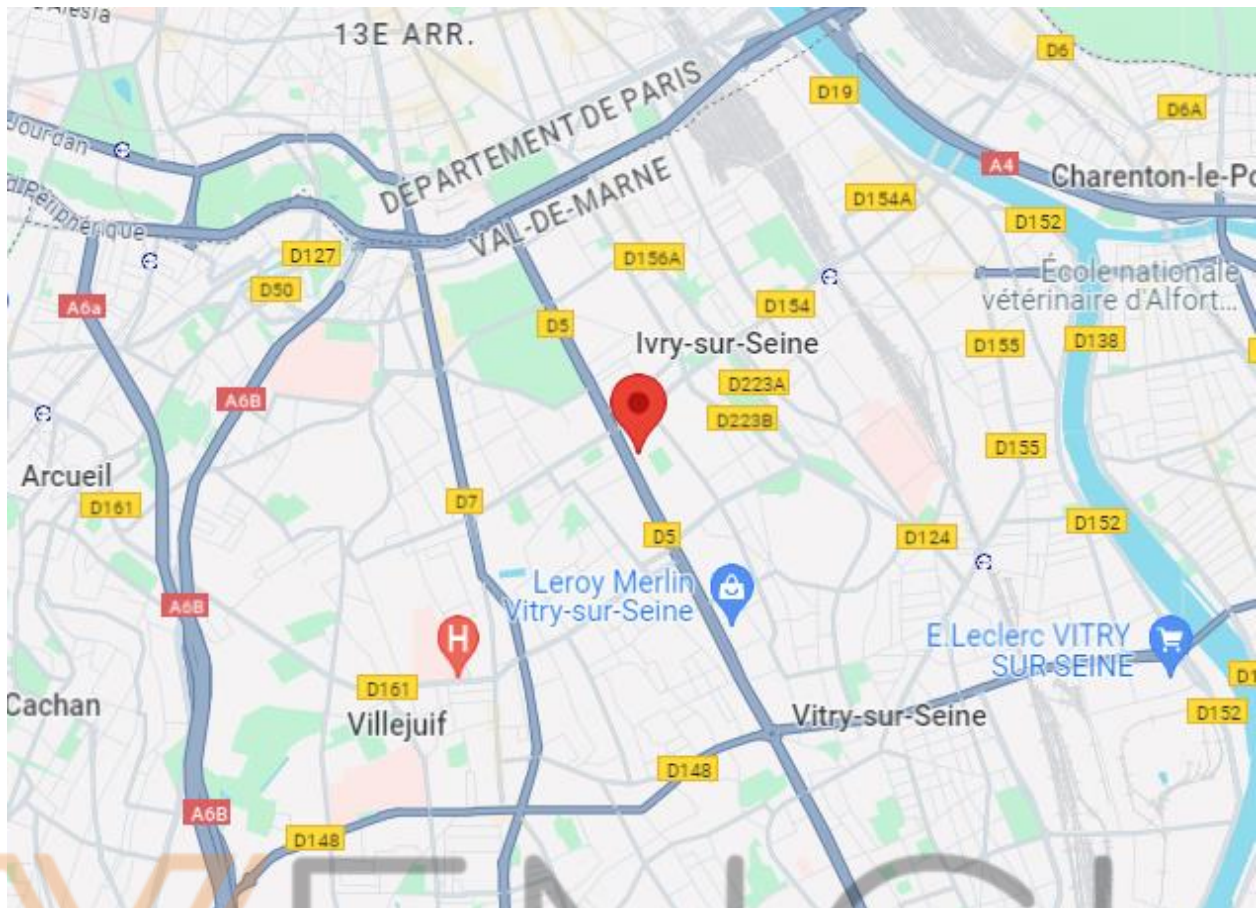 13E ARR.
D6
DÉPARTEMENT DE PARIS
D19
D6A
Jourdan
A4
VAL-DE-MARNE
D154A
D152
d Périphérique
D127
D156A
École nationale
vétérinaire d'Alfort...
D50
A6a
D154
D5
Ivry-sur-Seine
D155
D138
D223A
A6B
D223B
D155
Arcueil
D161
D7
D152
D5
D124
Leroy Merlin
Vitry-sur-Seine
A6B
H
E.Leclerc VITRY
SUR SEINE
D161
Cachan
Villejuif
Vitry-sur-Seine
D152
D148
A6B
D148